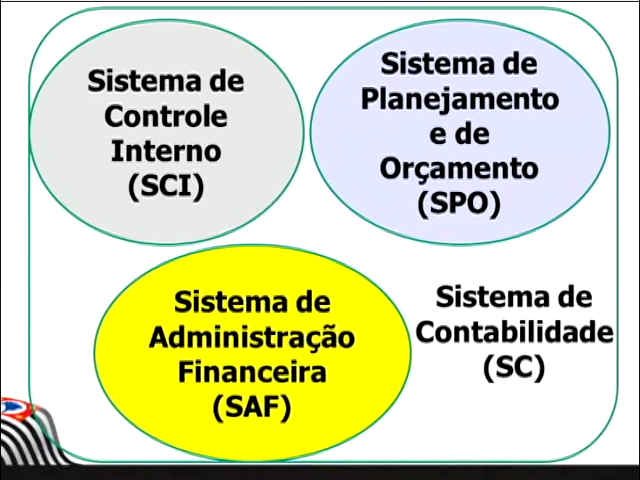 Sistema de
Controle
Interno
(SCI)
Sistema de
Planejamento
e de
Orçamento
(SPO)
Sistema de
Administração
Financeira
(SAF)
Sistema de
Contabilidade
(SC)